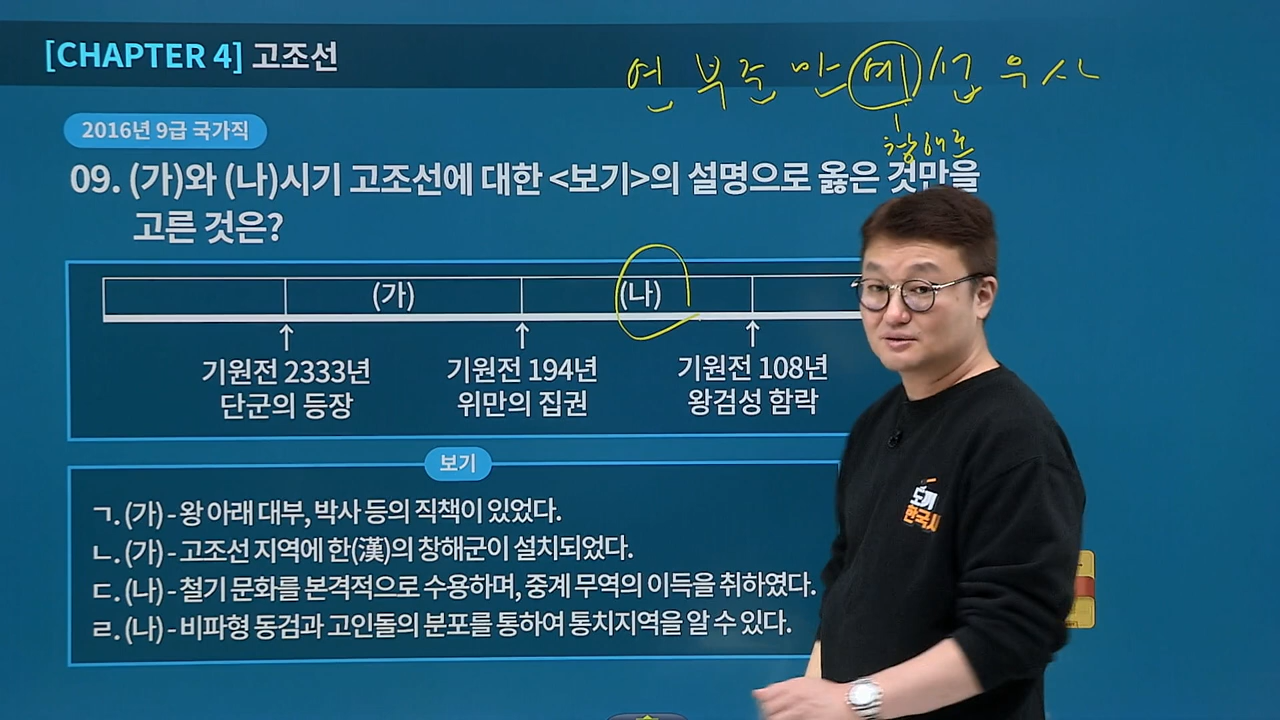 [CHAPTER 4] 고조선
연 부준 만 예 섭 우 사
창해군
2016년 9급 국가직
09. (가)와 (나)시기 고조선에 대한 <보기>의 설명으로 옳은 것만을
고른 것은?
(가) (나)
기원전 2333년 기원전 194년 기원전 108년
단군의 등장 위만의 집권 왕검성 함락
보기
ㄱ. (가) - 왕 아래 대부, 박사 등의 직책이 있었다.
ㄴ. (가) - 고조선 지역에 한(漢)의 창해군이 설치되었다.
ㄷ. (나) - 철기 문화를 본격적으로 수용하며, 중계 무역의 이득을 취하였다.
ㄹ. (나) - 비파형 동검과 고인돌의 분포를 통하여 통치지역을 알 수 있다.
한국사